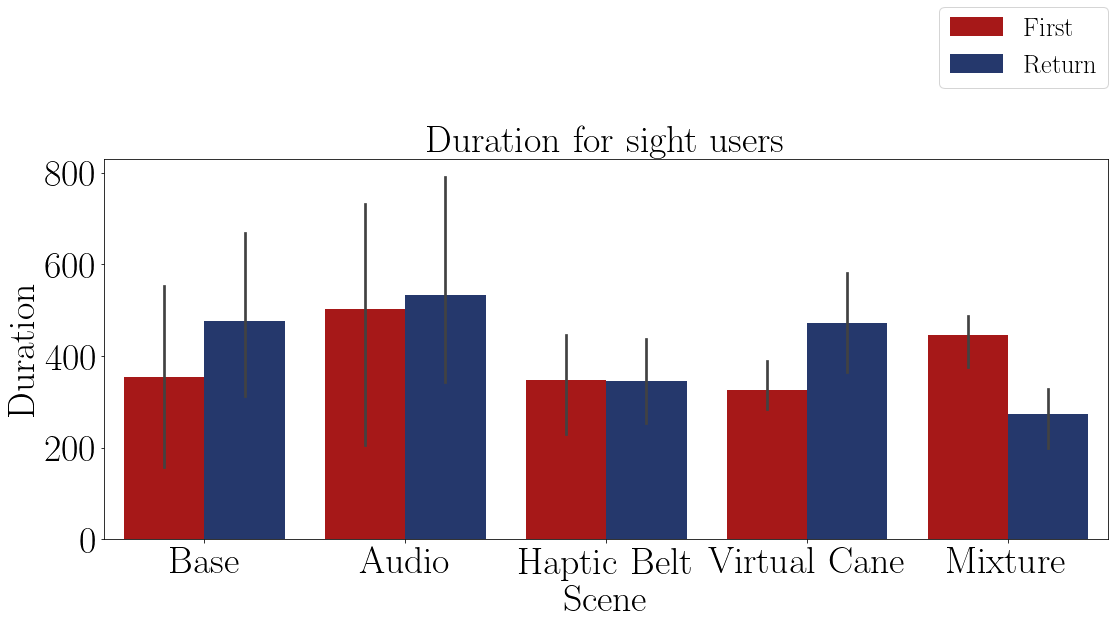 First
Return
Duration for sight users
800
600
400
200
0
Duration
Base Audio Haptic Belt Virtual Cane Mixture
Scene